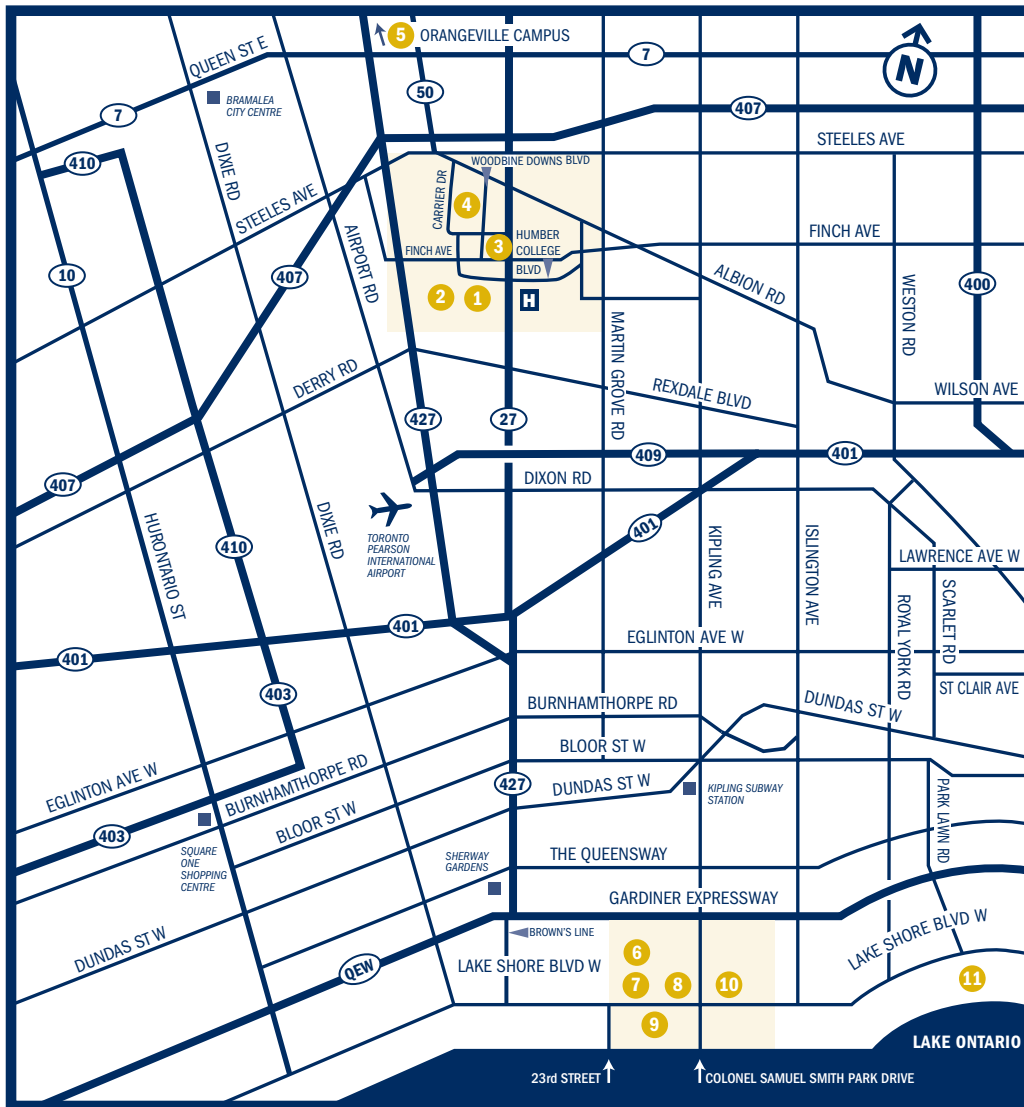 5 ORANGEVILLE CAMPUS
QUEEN ST E
7
N
50
BRAMALEA
CITY CENTRE
407
7
STEELES AVE
410
DIXIE RD
WOODBINE DOWNS BLVD
CARRIER DR
4
STEELES AVE
AIRPORT RD
FINCH AVE
3
HUMBER
COLLEGE
BLVD
FINCH AVE
10
407
ALBION RD
WESTON RD
400
2
1
H
MARTIN GROVE RD
DERRY RD
REXDALE BLVD
WILSON AVE
427
27
409
401
407
DIXON RD
HURONTARIO ST
DIXIE RD
TORONTO
PEARSON
INTERNATIONAL
AIRPORT
410
401
KIPLING AVE
ISLINGTON AVE
LAWRENCE AVE W
SCARLET RD
ROYAL YORK RD
401
401
EGLINTON AVE W
403
ST CLAIR AVE
BURNHAMTHORPE RD
DUNDAS ST W
BLOOR ST W
EGLINTON AVE W
427
DUNDAS ST W
KIPLING SUBWAY
STATION
BURNHAMTHORPE RD
BLOOR ST W
PARK LAWN RD
403
SQUARE
ONE
SHOPPING
CENTRE
SHERWAY
GARDENS
THE QUEENSWAY
GARDINER EXPRESSWAY
DUNDAS ST W
BROWN'S LINE
LAKE SHORE BLVD W
LAKE SHORE BLVD W
QEW
6
7
8
10
11
9
LAKE ONTARIO
23rd STREET
COLONEL SAMUEL SMITH PARK DRIVE